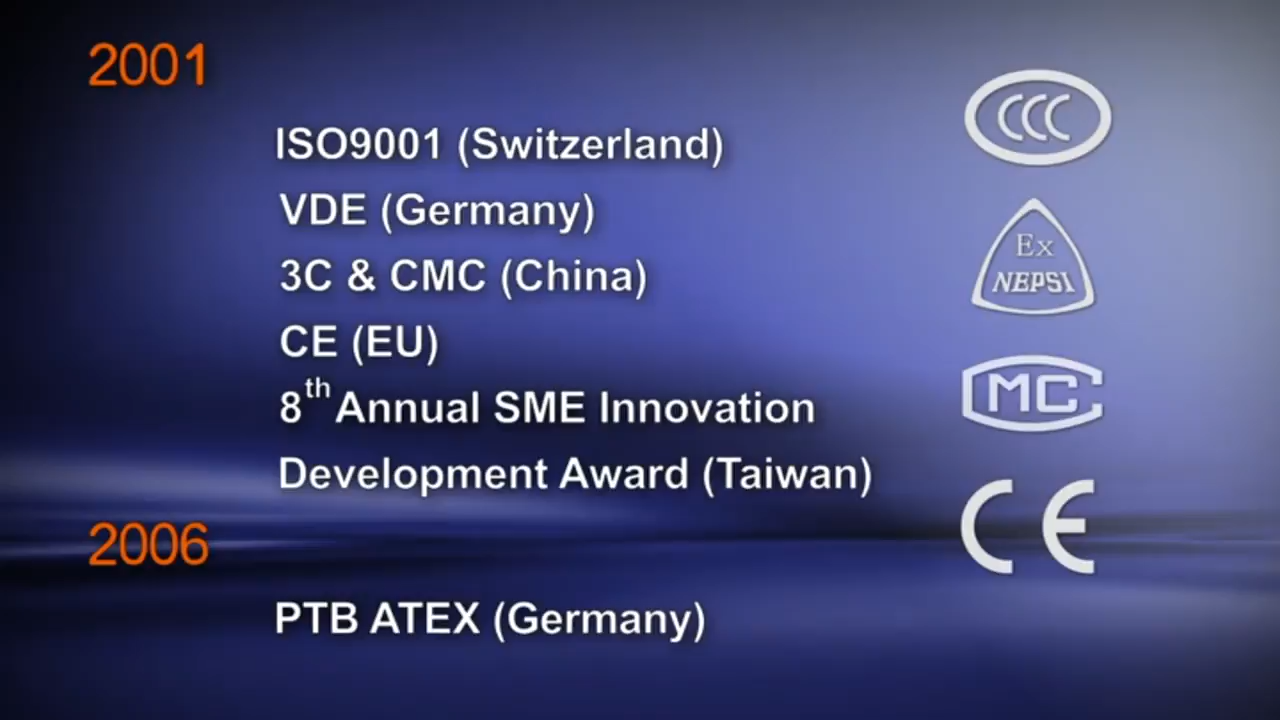 2001
ISO9001 (Switzerland)
VDE (Germany)
3C & CMC (China)
CE (EU)
8th Annual SME Innovation
Development Award (Taiwan)
2006
PTB ATEX (Germany)
CCC
Ex
NEPSI
MC
CE